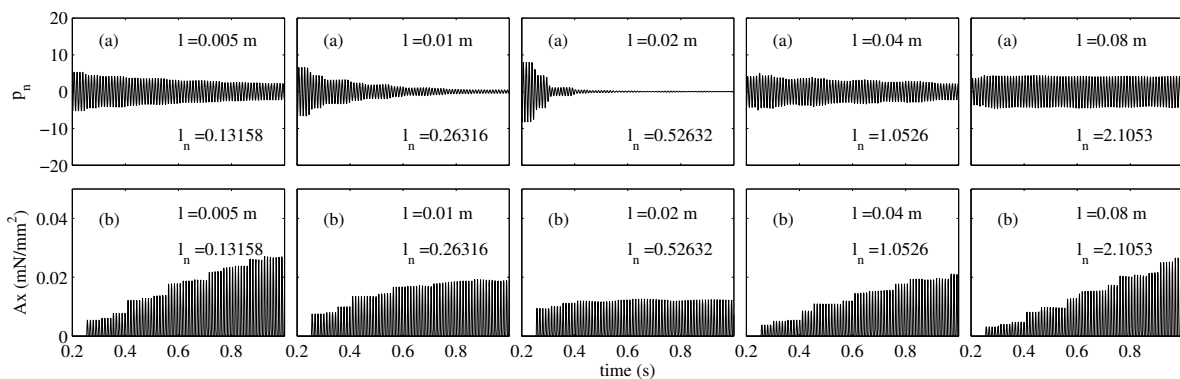 20
(a) l =0.005 m (a) l =0.01 m (a) l =0.02 m (a) l =0.04 m (a) l =0.08 m
10
p_n 0
−10
l_n =0.13158 l_n =0.26316 l_n =0.52632 l_n =1.0526 l_n =2.1053
−20
(b) l =0.005 m (b) l =0.01 m (b) l =0.02 m (b) l =0.04 m (b) l =0.08 m
0.04
l_n =0.13158 l_n =0.26316 l_n =0.52632 l_n =1.0526 l_n =2.1053
Ax (mN/mm²) 0.02
0
0.2 0.4 0.6 0.8 0.2 0.4 0.6 0.8 0.2 0.4 0.6 0.8 0.2 0.4 0.6 0.8 0.2 0.4 0.6 0.8
time (s)